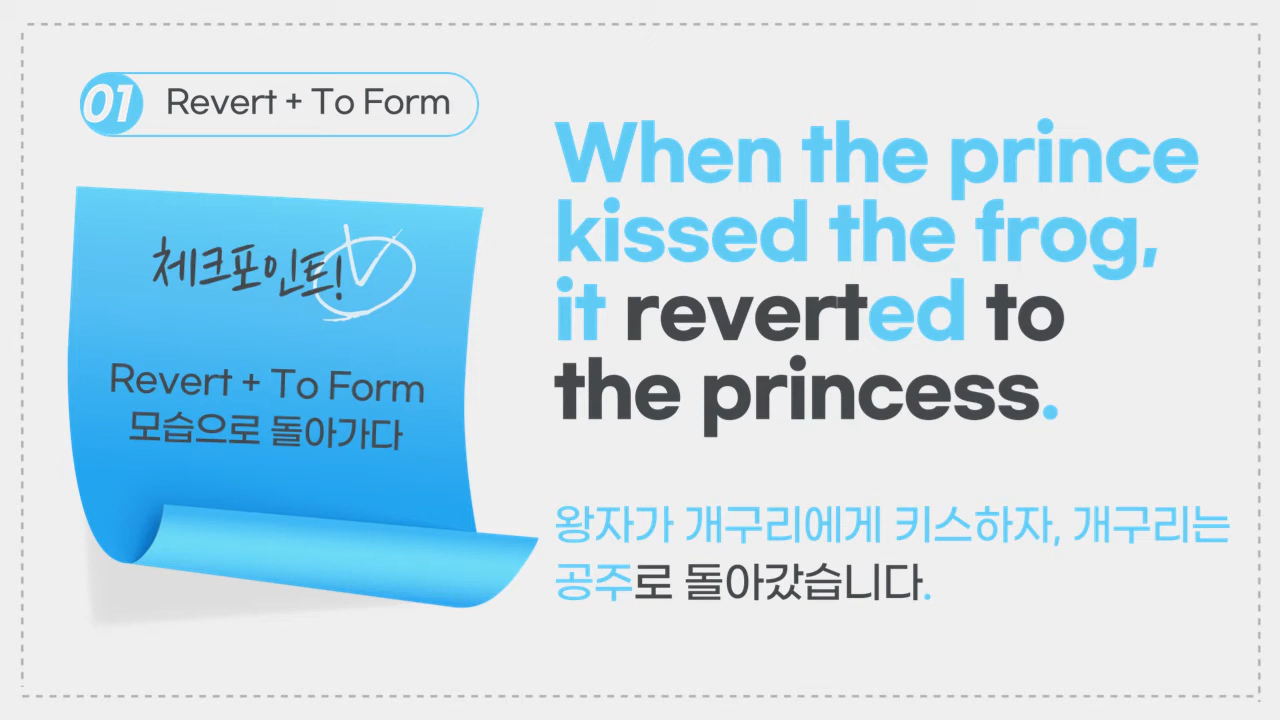 01 Revert + To Form
체크포인트!
Revert + To Form
모습으로 돌아가다
When the prince
kissed the frog,
it reverted to
the princess.
왕자가 개구리에게 키스하자, 개구리는
공주로 돌아갔습니다.